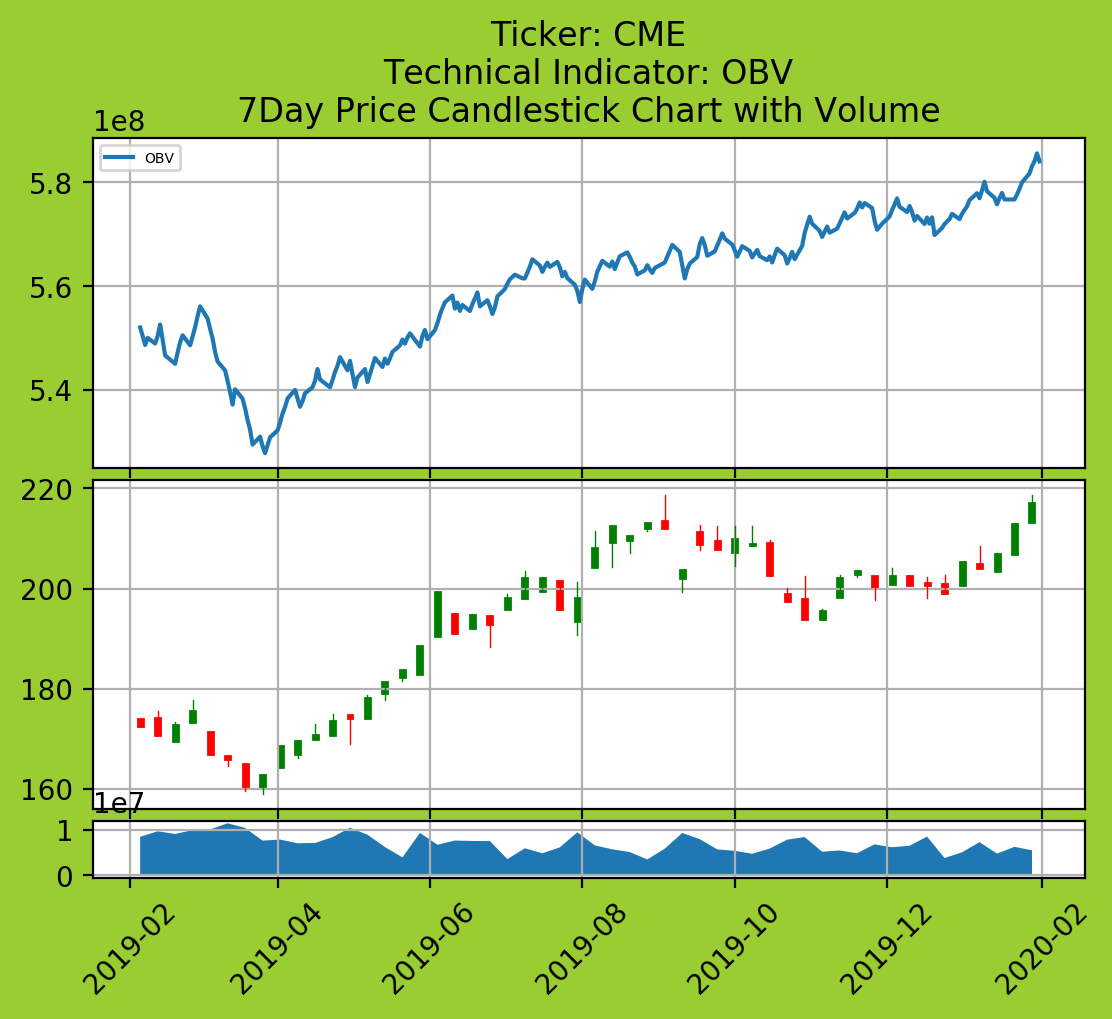 Ticker: CME
Technical Indicator: OBV
7Day Price Candlestick Chart with Volume
1e8
OBV
5.8
5.6
5.4
220
200
180
160
1e7
1
0
2019-02
2019-04
2019-06
2019-08
2019-10
2019-12
2020-02